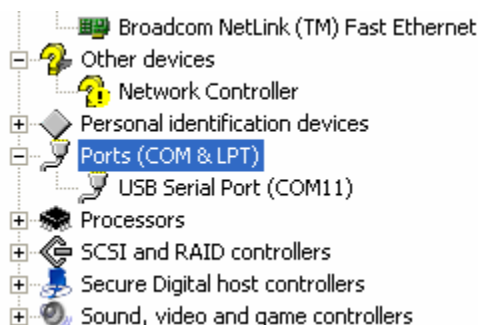 Broadcom NetLink (TM) Fast Ethernet
Other devices
Network Controller
Personal identification devices
Ports (COM & LPT)
USB Serial Port (COM11)
Processors
SCSI and RAID controllers
Secure Digital host controllers
Sound, video and game controllers